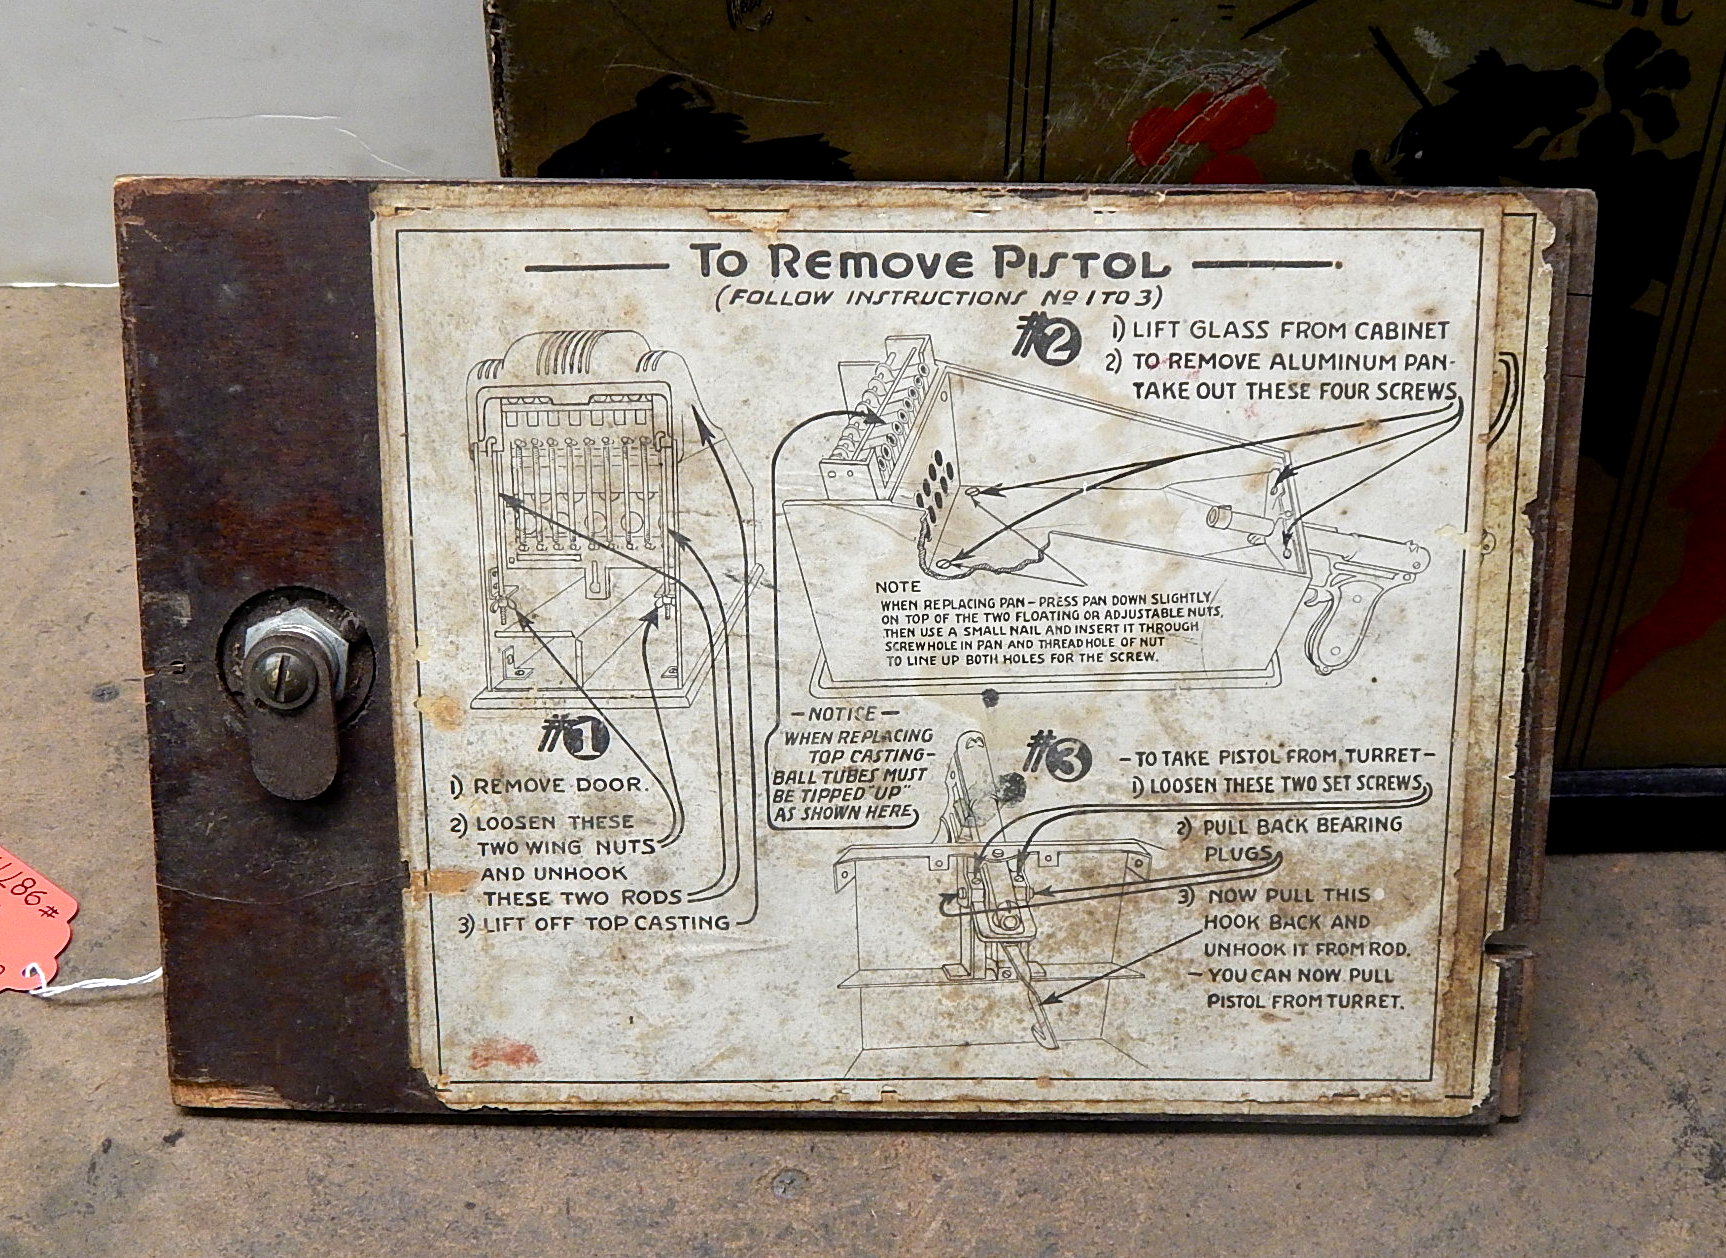 To Remove Pistol
(FOLLOW INSTRUCTIONS No 1 TO 3)
#1
1) REMOVE DOOR.
2) LOOSEN THESE
TWO WING NUTS
AND UNHOOK
THESE TWO RODS
3) LIFT OFF TOP CASTING
#2
1) LIFT GLASS FROM CABINET
2) TO REMOVE ALUMINUM PAN-
TAKE OUT THESE FOUR SCREWS
NOTE
WHEN REPLACING PAN – PRESS PAN DOWN SLIGHTLY
ON TOP OF THE TWO FLOATING OR ADJUSTABLE NUTS,
THEN USE A SMALL NAIL AND INSERT IT THROUGH
SCREWHOLE IN PAN AND THREADHOLE OF NUT
TO LINE UP BOTH HOLES FOR THE SCREW.
– NOTICE –
WHEN REPLACING
TOP CASTING-
BALL TUBES MUST
BE TIPPED "UP"
AS SHOWN HERE
#3
– TO TAKE PISTOL FROM TURRET –
1) LOOSEN THESE TWO SET SCREWS
2) PULL BACK BEARING
PLUGS
3) NOW PULL THIS
HOOK BACK AND
UNHOOK IT FROM ROD.
– YOU CAN NOW PULL
PISTOL FROM TURRET.